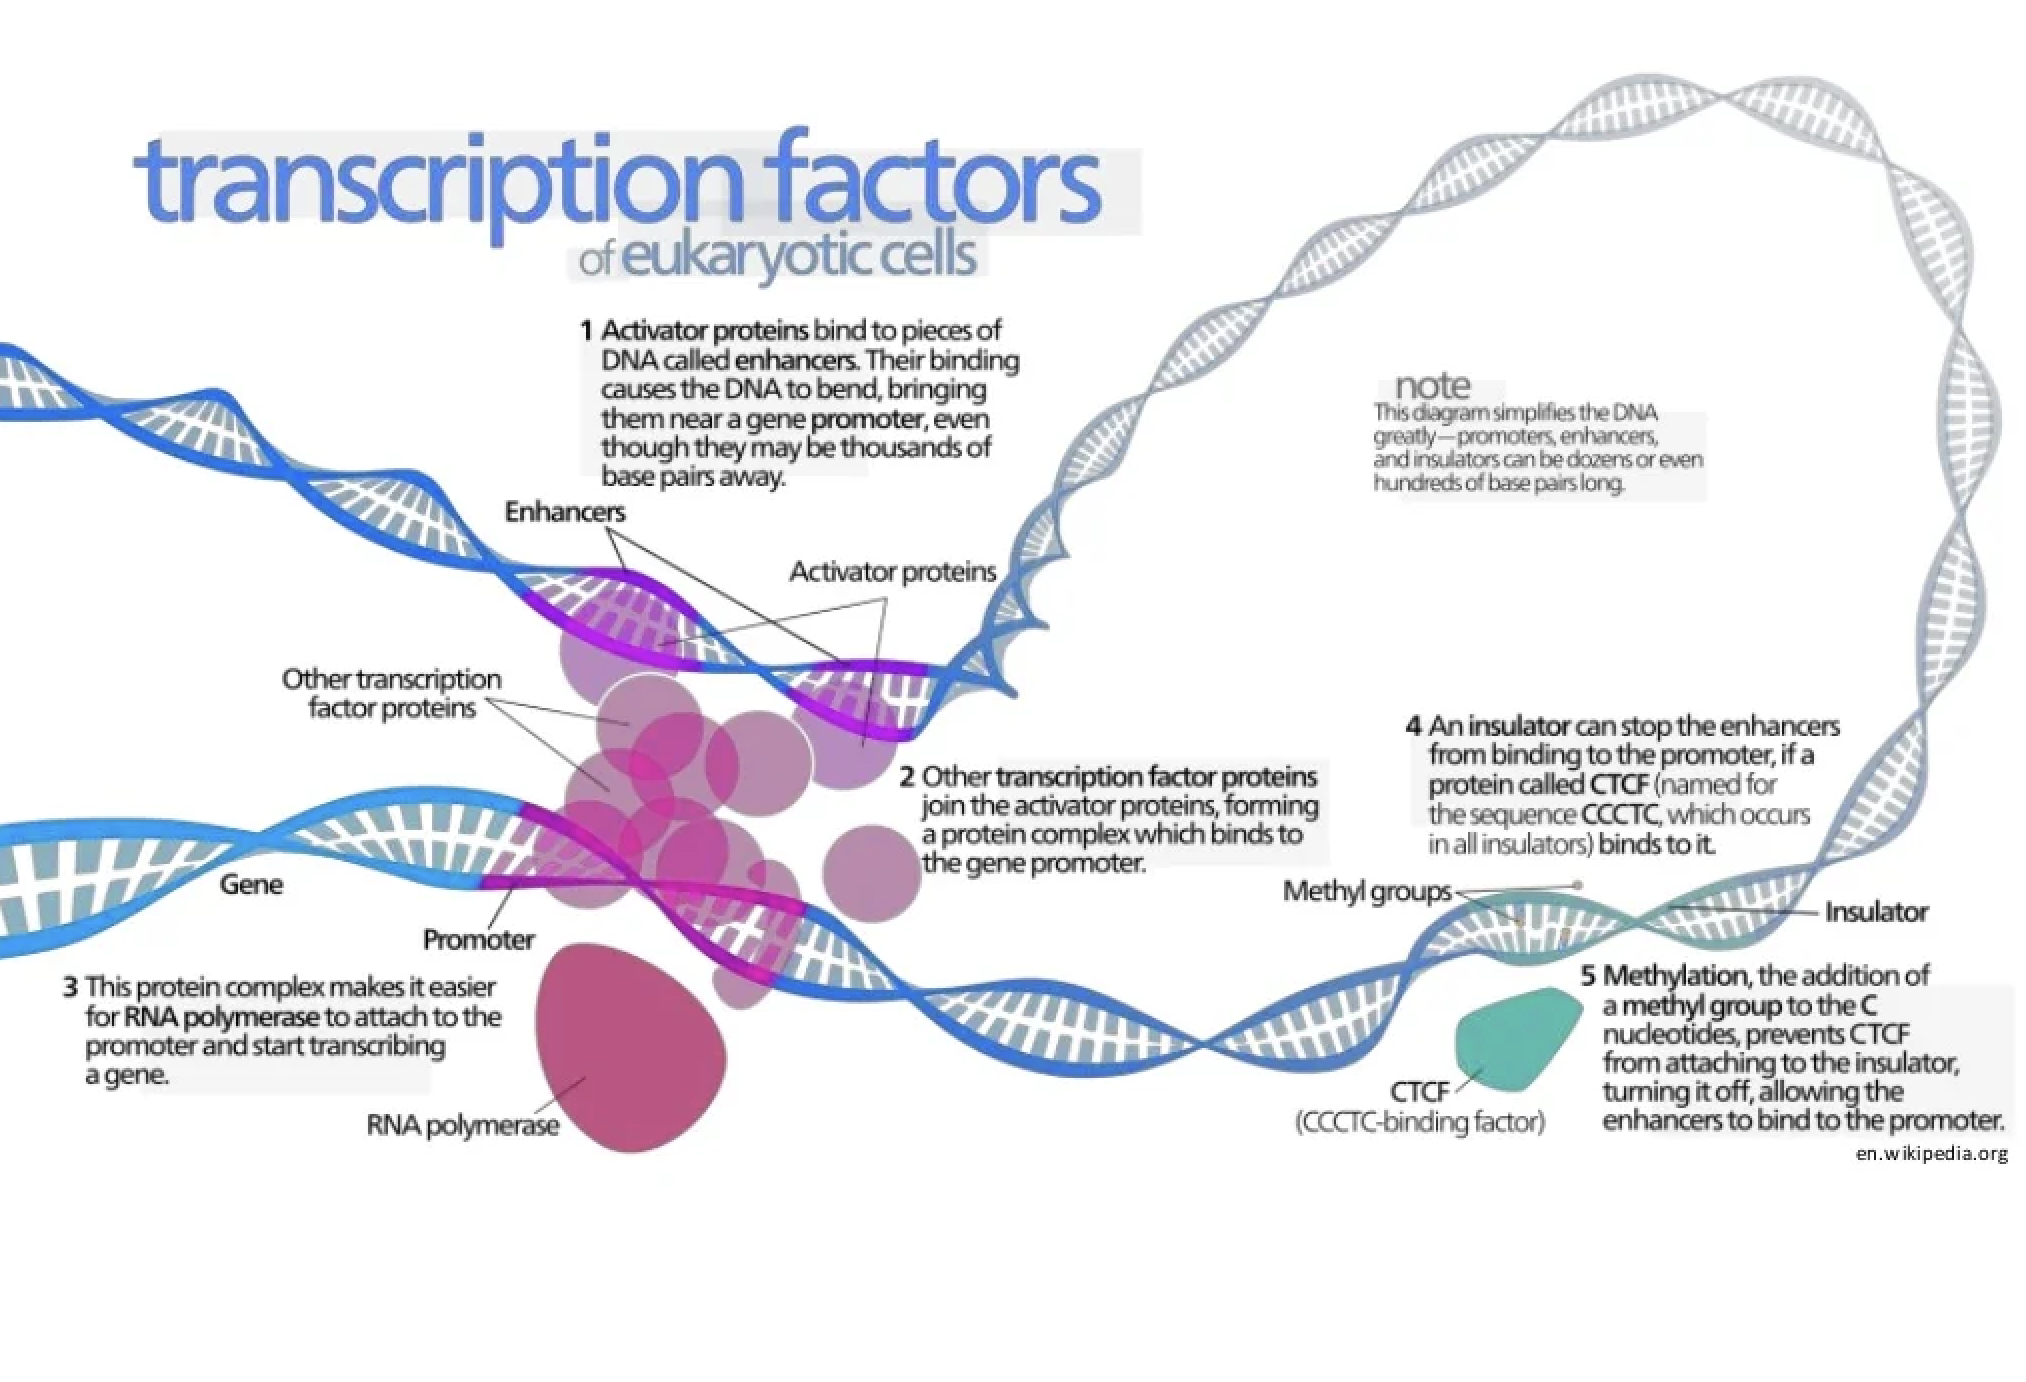 transcription factors
of eukaryotic cells
1 Activator proteins bind to pieces of
DNA called enhancers. Their binding
causes the DNA to bend, bringing
them near a gene promoter, even
though they may be thousands of
base pairs away.
note
This diagram simplifies the DNA
greatly—promoters, enhancers,
and insulators can be dozens or even
hundreds of base pairs long.
Enhancers
Activator proteins
Other transcription
factor proteins
2 Other transcription factor proteins
join the activator proteins, forming
a protein complex which binds to
the gene promoter.
4 An insulator can stop the enhancers
from binding to the promoter, if a
protein called CTCF (named for
the sequence CCCTC, which occurs
in all insulators) binds to it.
Gene
Promoter
Methyl groups
Insulator
3 This protein complex makes it easier
for RNA polymerase to attach to the
promoter and start transcribing
a gene.
RNA polymerase
CTCF
(CCCTC-binding factor)
5 Methylation, the addition of
a methyl group to the C
nucleotides, prevents CTCF
from attaching to the insulator,
turning it off, allowing the
enhancers to bind to the promoter.
en.wikipedia.org